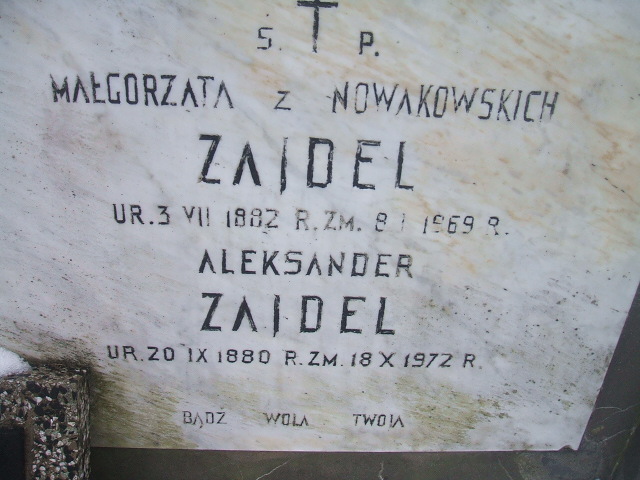 Ś. P.
MAŁGORZATA Z NOWAKOWSKICH
ZAJDEL
UR. 3 VII 1882 R. ZM. 8 I 1969 R.
ALEKSANDER
ZAJDEL
UR. 20 IX 1880 R. ZM. 18 X 1972 R.
BĄDŹ WOLA TWOJA